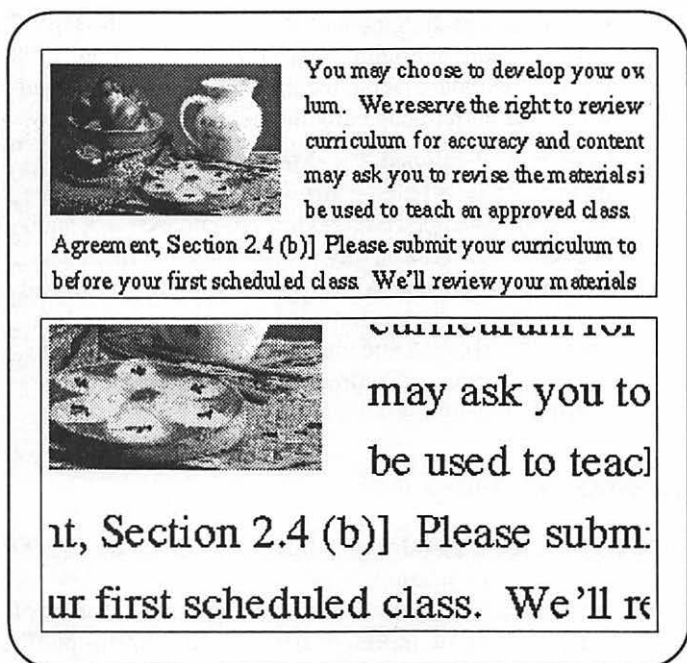 You may choose to develop your ow
lum. We reserve the right to review
curriculum for accuracy and content
may ask you to revise the materials i
be used to teach an approved class.
Agreement, Section 2.4 (b)] Please submit your curriculum to
before your first scheduled class. We'll review your materials
curriculum for
may ask you to
be used to teac
nt, Section 2.4 (b)] Please subm
ur first scheduled class. We'll re